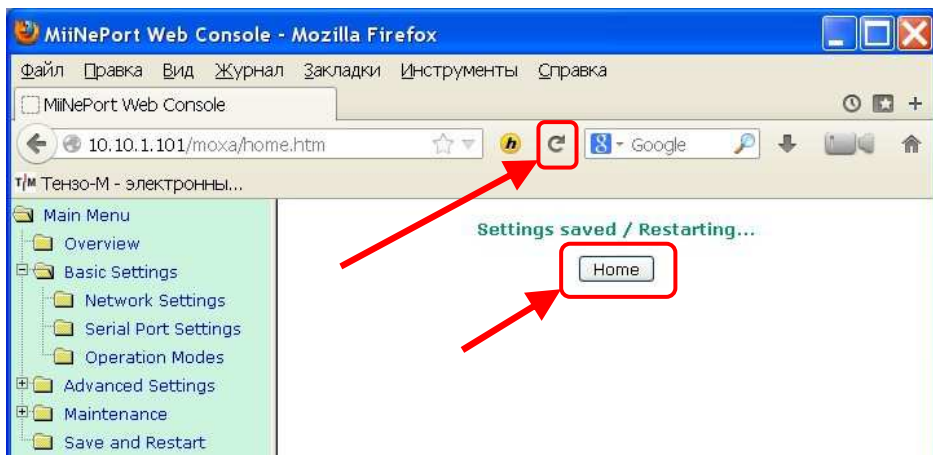 MiiNePort Web Console - Mozilla Firefox
Файл Правка Вид Журнал Закладки Инструменты Справка
MiiNePort Web Console
10.10.1.101/moxa/home.htm
Google
Т/М Тензо-М - электронны...
Main Menu
Overview
Basic Settings
Network Settings
Serial Port Settings
Operation Modes
Advanced Settings
Maintenance
Save and Restart
Settings saved / Restarting...
Home